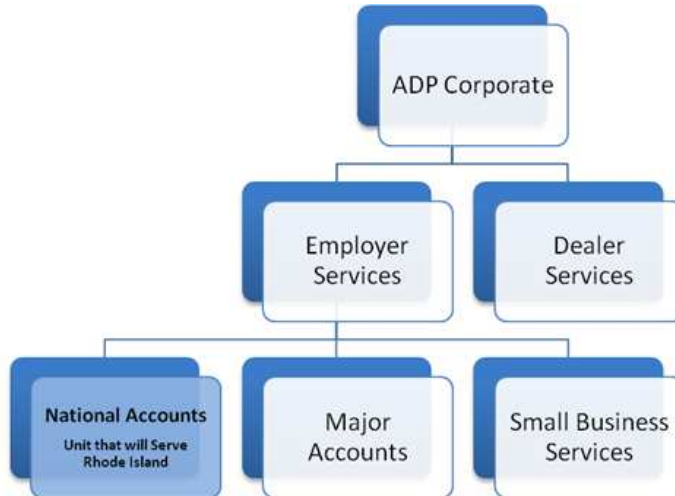 ADP Corporate
Employer
Services
Dealer
Services
National Accounts
Unit that will Serve
Rhode Island
Major
Accounts
Small Business
Services